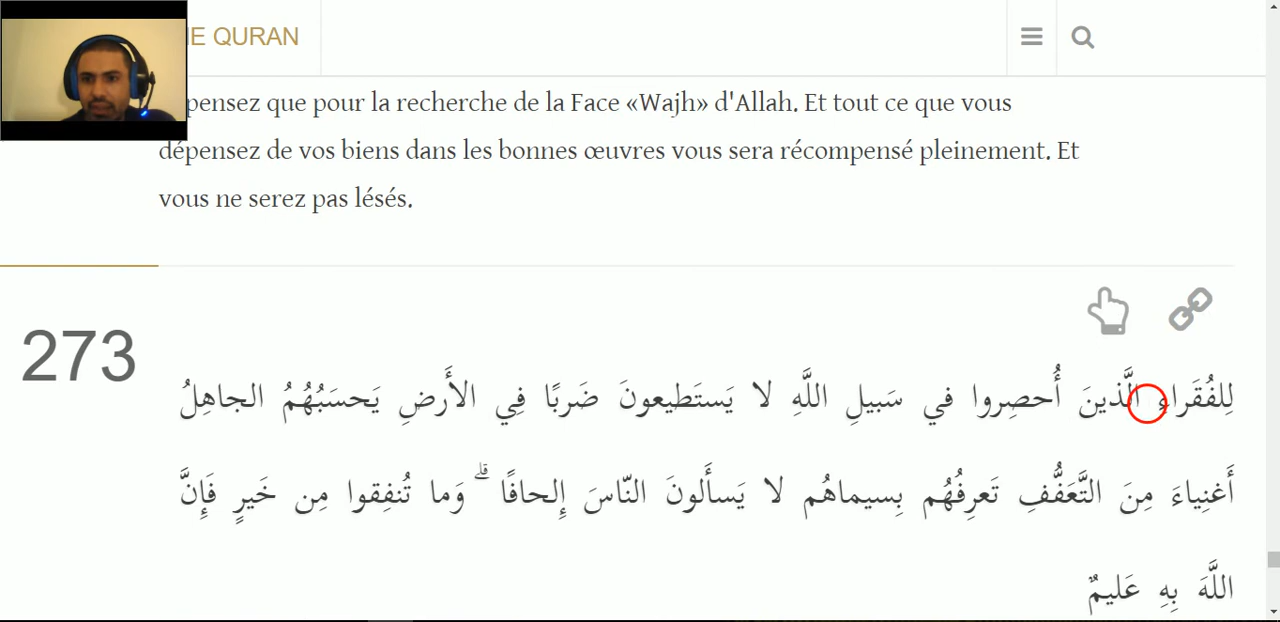 E QURAN
pensez que pour la recherche de la Face «Wajh» d'Allah. Et tout ce que vous
dépensez de vos biens dans les bonnes œuvres vous sera récompensé pleinement. Et
vous ne serez pas lésés.
273
لِلفُقَراءِ الَّذينَ أُحصِروا في سَبيلِ اللَّهِ لا يَستَطيعونَ ضَربًا فِي الأَرضِ يَحسَبُهُمُ الجاهِلُ
أَغنِياءَ مِنَ التَّعَفُّفِ تَعرِفُهُم بِسيماهُم لا يَسأَلونَ النّاسَ إِلحافًا ۗ وَما تُنفِقوا مِن خَيرٍ فَإِنَّ
اللَّهَ بِهِ عَليمٌ